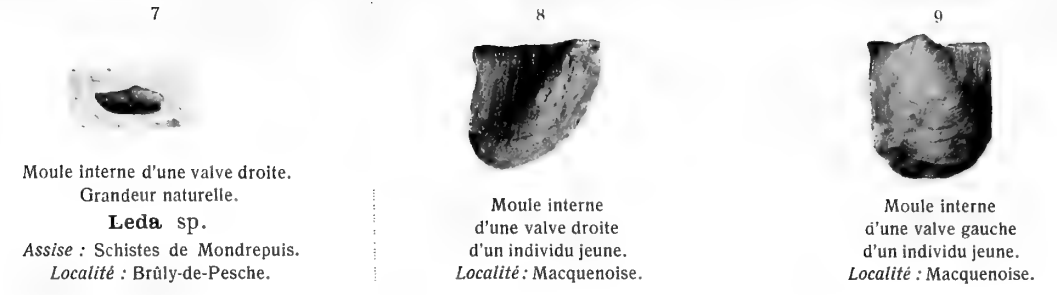 7
Moule interne d'une valve droite.
Grandeur naturelle.
Leda sp.
Assise : Schistes de Mondrepuis.
Localité : Brûly-de-Pesche.
8
Moule interne
d'une valve droite
d'un individu jeune.
Localité : Macquenoise.
9
Moule interne
d'une valve gauche
d'un individu jeune.
Localité : Macquenoise.